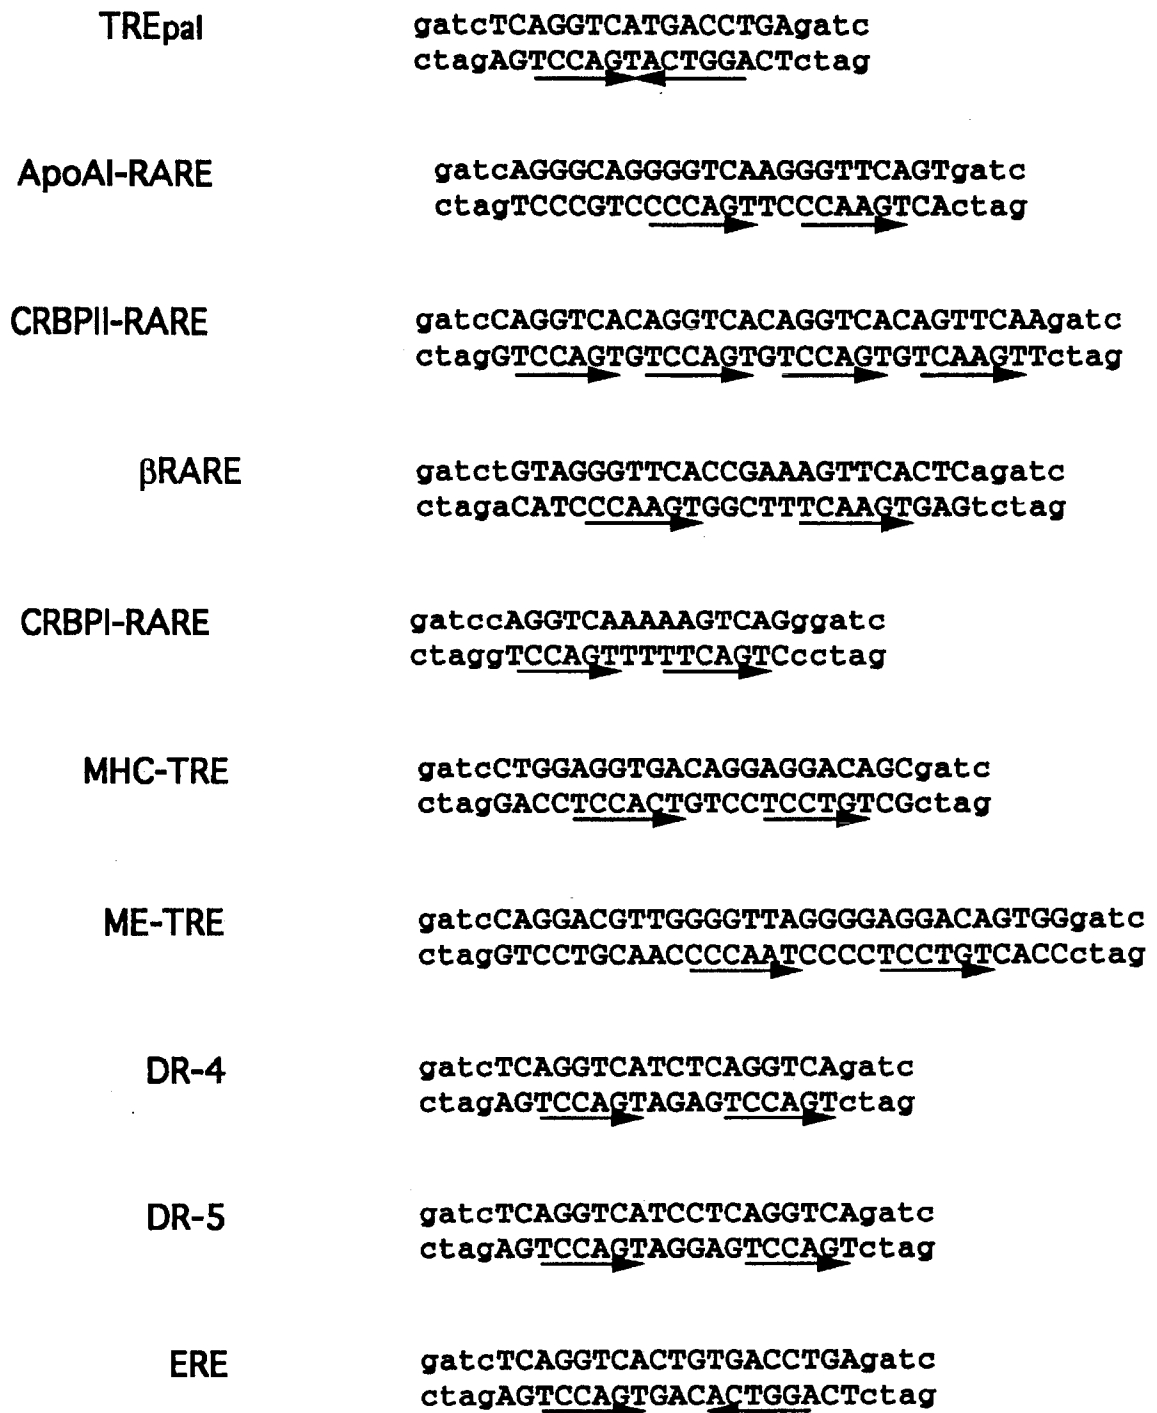 TREpal gatcTCAGGTCATGACCTGAgatc
ctagAGTCCAGTACTGGACTctag
ApoAI-RARE gatcAGGGCAGGGGTCAAGGGTTCAGTgatc
ctagTCCCGTCCCCAGTTCCCAAGTCActag
CRBPII-RARE gatcCAGGTCACAGGTCACAGGTCACAGTTCAAgatc
ctagGTCCAGTGTCCAGTGTCCAGTGTCAAGTTctag
βRARE gatctGTAGGGTTCACCGAAAGTTCACTCagatc
ctagaCATCCCAAGTGGCTTTCAAGTGAGtctag
CRBPI-RARE gatccAGGTCAAAAAGTCAGggatc
ctaggTCCAGTTTTTCAGTCcctag
MHC-TRE gatcCTGGAGGTGACAGGAGGACAGCgatc
ctagGACCTCCACTGTCCTCCTGTCGctag
ME-TRE gatcCAGGACGTTGGGGTTAGGGGAGGACAGTGGgatc
ctagGTCCTGCAACCCCAATCCCCTCCTGTCACCctag
DR-4 gatcTCAGGTCATCTCAGGTCAgatc
ctagAGTCCAGTAGAGTCCAGTctag
DR-5 gatcTCAGGTCATCCTCAGGTCAgatc
ctagAGTCCAGTAGGAGTCCAGTctag
ERE gatcTCAGGTCACTGTGACCTGAgatc
ctagAGTCCAGTGACACTGGACTctag